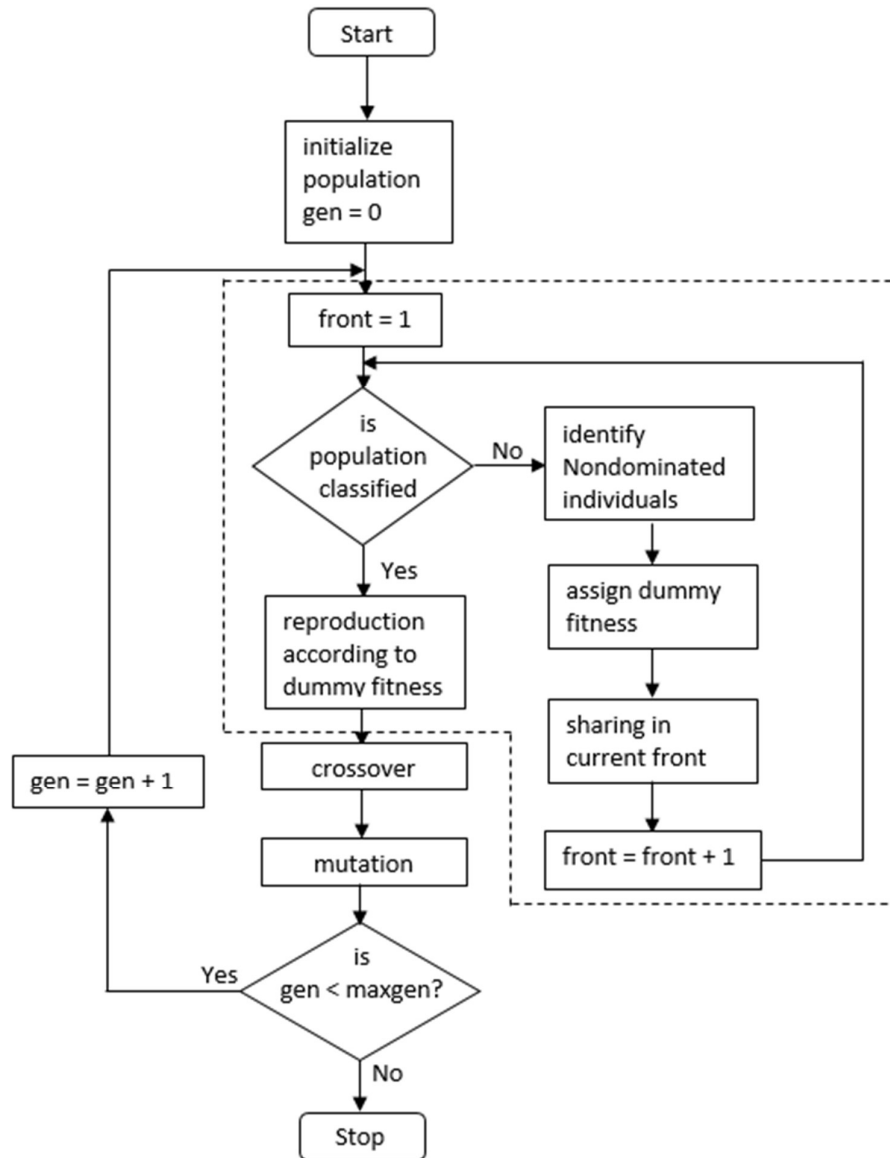 Start
initialize
population
gen = 0
front = 1
is
population
classified
No
identify
Nondominated
individuals
Yes
assign dummy
fitness
reproduction
according to
dummy fitness
sharing in
current front
crossover
gen = gen + 1
front = front + 1
mutation
is
gen < maxgen?
Yes
No
Stop